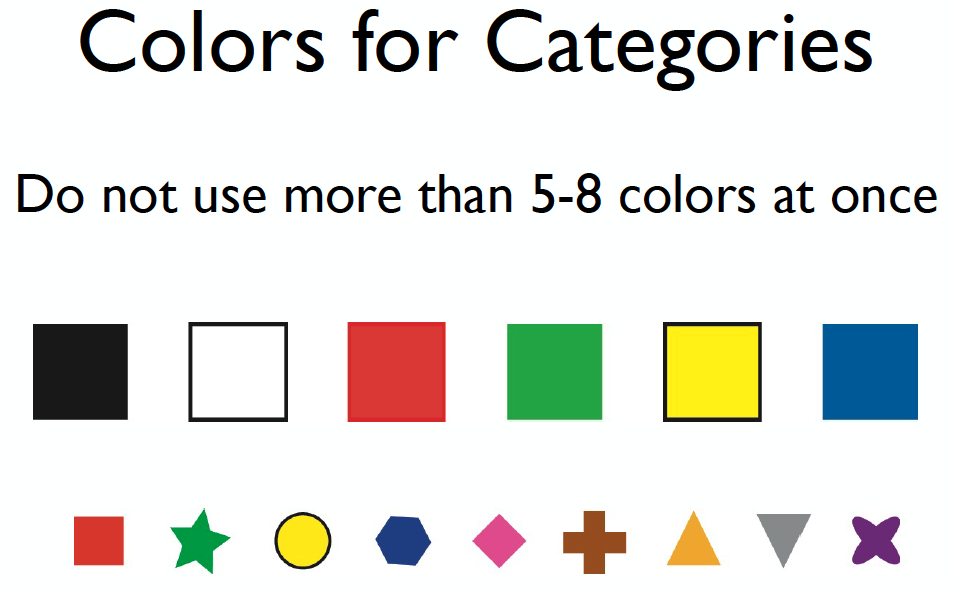 Colors for Categories
Do not use more than 5-8 colors at once